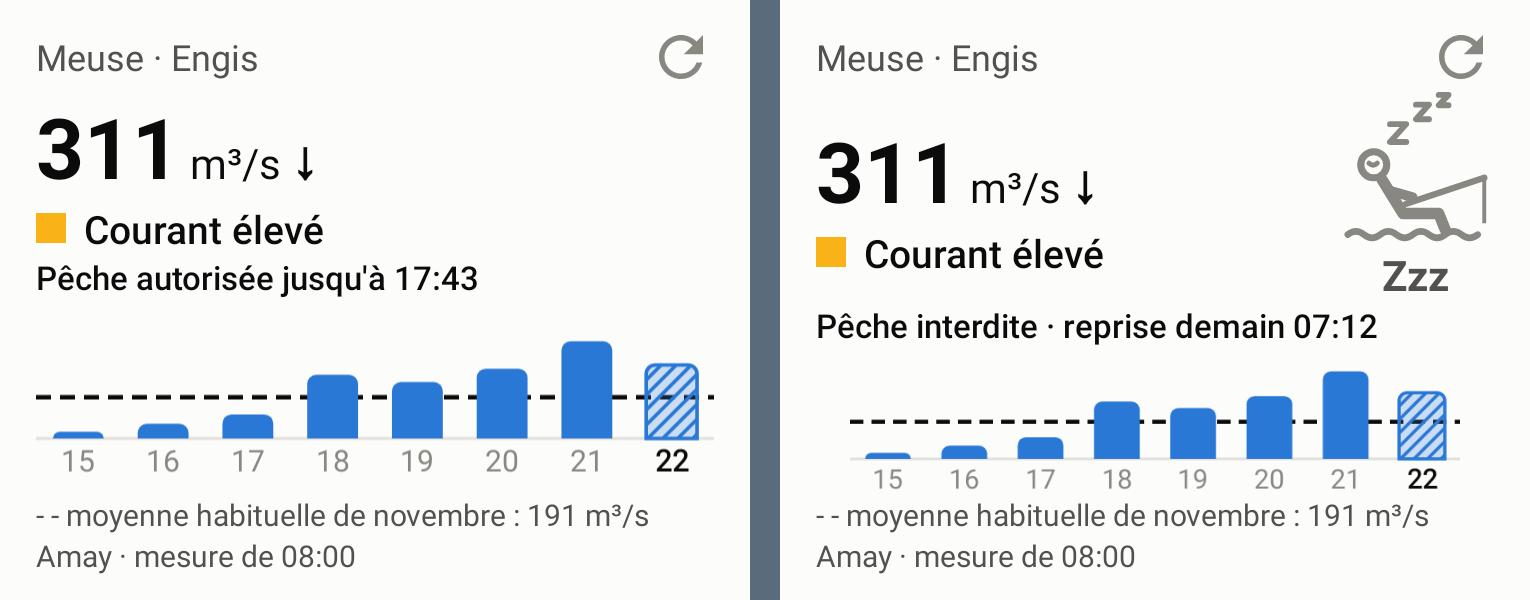 Meuse · Engis
311 m³/s ↓
Courant élevé
Pêche autorisée jusqu'à 17:43
15 16 17 18 19 20 21 22
- - moyenne habituelle de novembre : 191 m³/s
Amay · mesure de 08:00
Meuse · Engis
z z z
311 m³/s ↓
Courant élevé
Zzz
Pêche interdite · reprise demain 07:12
15 16 17 18 19 20 21 22
- - moyenne habituelle de novembre : 191 m³/s
Amay · mesure de 08:00